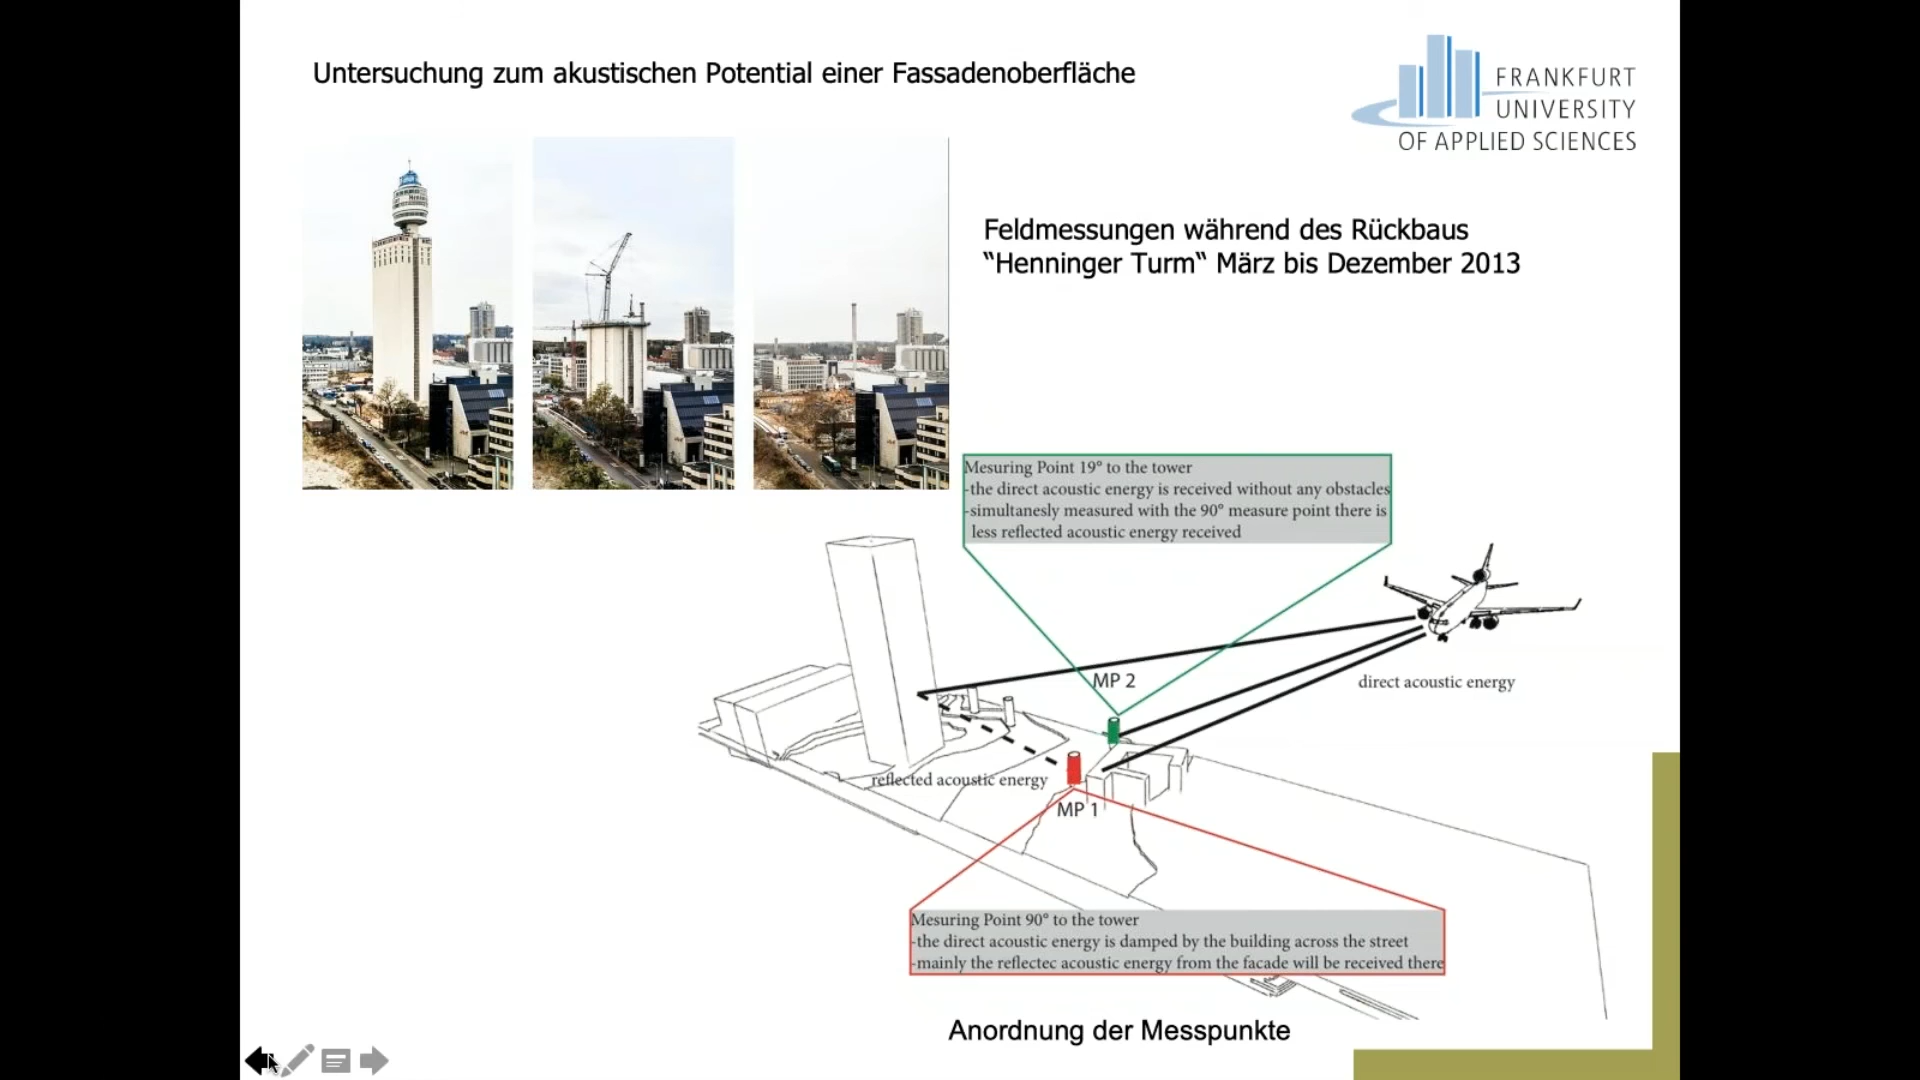 Untersuchung zum akustischen Potential einer Fassadenoberfläche
FRANKFURT
UNIVERSITY
OF APPLIED SCIENCES
Feldmessungen während des Rückbaus
“Henninger Turm“ März bis Dezember 2013
Mesuring Point 19° to the tower
-the direct acoustic energy is received without any obstacles
-simultanesly measured with the 90° measure point there is
less reflected acoustic energy received
MP 2
direct acoustic energy
reflected acoustic energy
MP 1
Mesuring Point 90° to the tower
-the direct acoustic energy is damped by the building across the street
-mainly the reflectec acoustic energy from the facade will be received there
Anordnung der Messpunkte